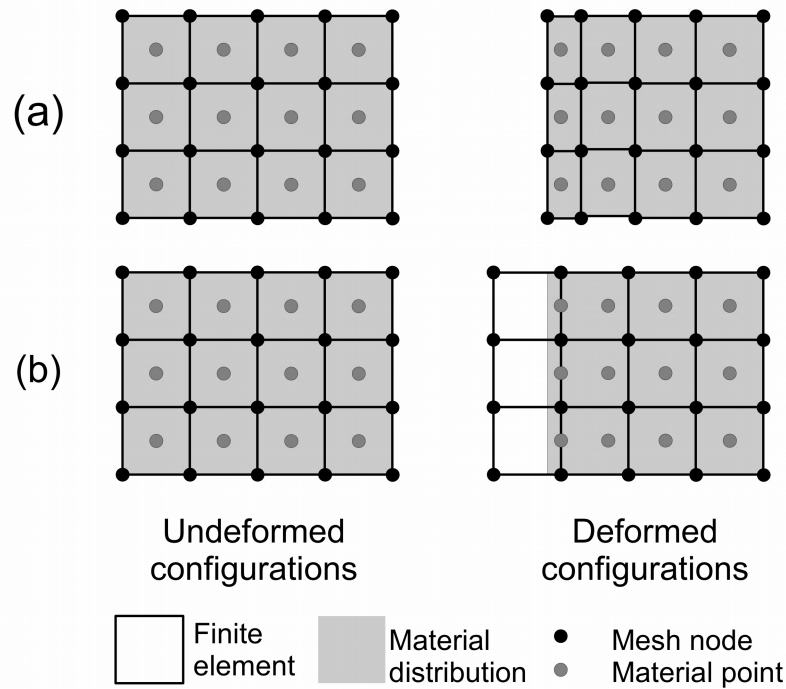 (a)
(b)
Undeformed
configurations
Deformed
configurations
Finite
element
Material
distribution
Mesh node
Material point